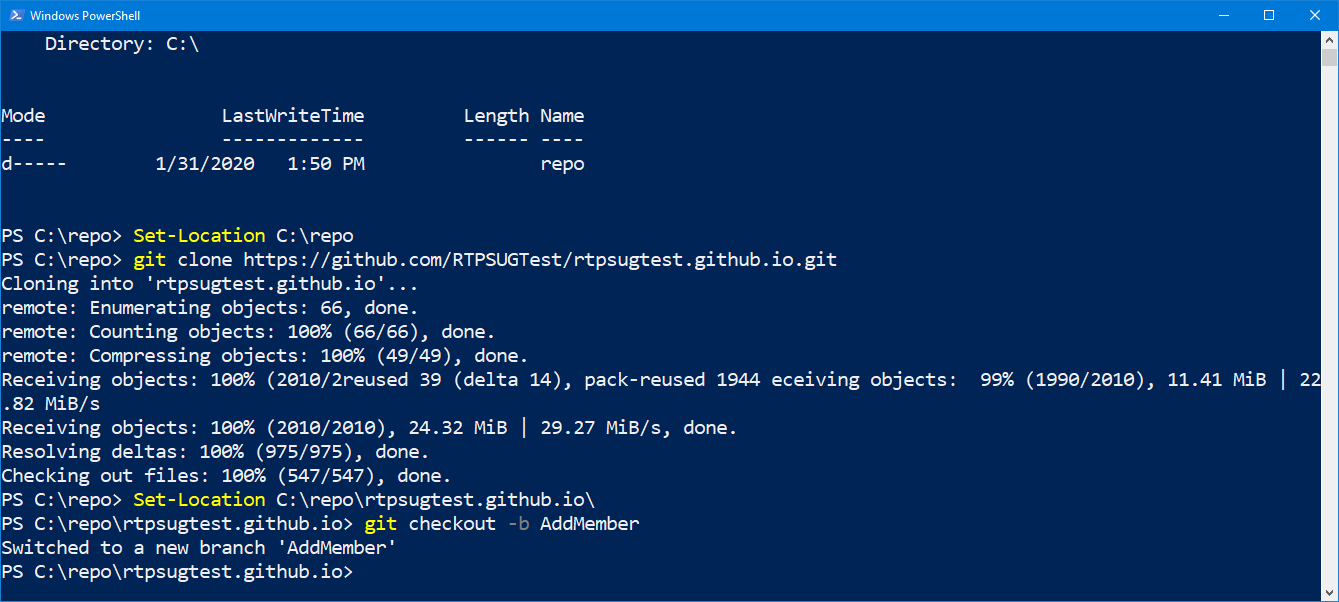 Windows PowerShell
    Directory: C:\
Mode                LastWriteTime         Length Name
----                -------------         ------ ----
d-----        1/31/2020   1:50 PM                repo
PS C:\repo> Set-Location C:\repo
PS C:\repo> git clone https://github.com/RTPSUGTest/rtpsugtest.github.io.git
Cloning into 'rtpsugtest.github.io'...
remote: Enumerating objects: 66, done.
remote: Counting objects: 100% (66/66), done.
remote: Compressing objects: 100% (49/49), done.
Receiving objects: 100% (2010/2reused 39 (delta 14), pack-reused 1944 eceiving objects:  99% (1990/2010), 11.41 MiB | 22
.82 MiB/s
Receiving objects: 100% (2010/2010), 24.32 MiB | 29.27 MiB/s, done.
Resolving deltas: 100% (975/975), done.
Checking out files: 100% (547/547), done.
PS C:\repo> Set-Location C:\repo\rtpsugtest.github.io\
PS C:\repo\rtpsugtest.github.io> git checkout -b AddMember
Switched to a new branch 'AddMember'
PS C:\repo\rtpsugtest.github.io>